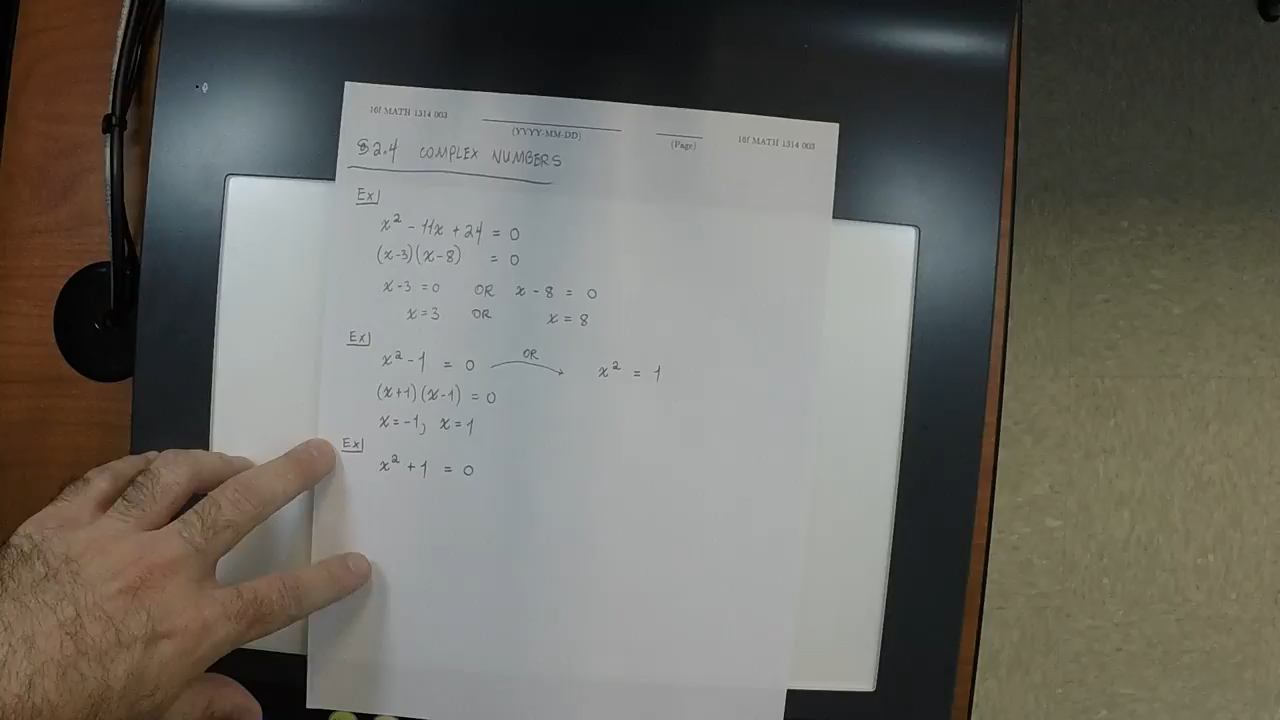 16f MATH 1314 003
(YYYY-MM-DD)
(Page)
16f MATH 1314 003
§2.4 COMPLEX NUMBERS
Ex
x² - 11x + 24 = 0
(x-3)(x-8) = 0
x-3 = 0 OR x - 8 = 0
x = 3 OR x = 8
Ex
x² - 1 = 0 OR x² = 1
(x+1)(x-1) = 0
x = -1, x = 1
Ex
x² + 1 = 0